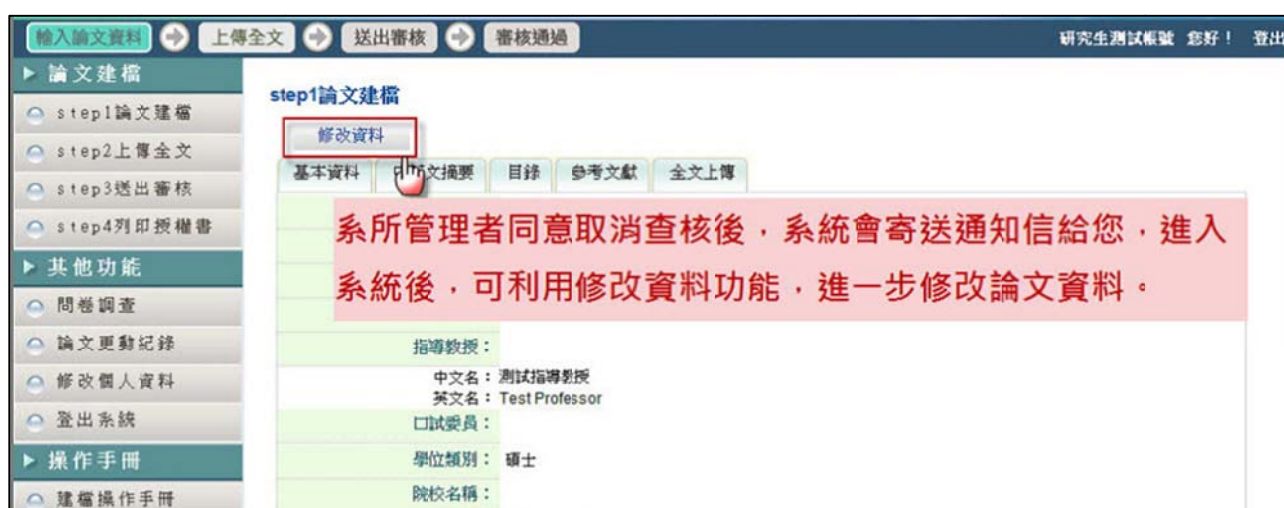 輸入論文資料 上傳全文 送出審核 審核通過 研究生測試帳號 您好！ 登出
論文建檔
step1論文建檔
step2上傳全文
step3送出審核
step4列印授權書
其他功能
問卷調查
論文更動紀錄
修改個人資料
登出系統
操作手冊
建檔操作手冊
step1論文建檔
修改資料
基本資料 文摘要 目錄 參考文獻 全文上傳
系所管理者同意取消查核後，系統會寄送通知信給您，進入
系統後，可利用修改資料功能，進一步修改論文資料。
指導教授：
中文名：測試指導教授
英文名：Test Professor
口試委員：
學位類別：碩士
院校名稱：